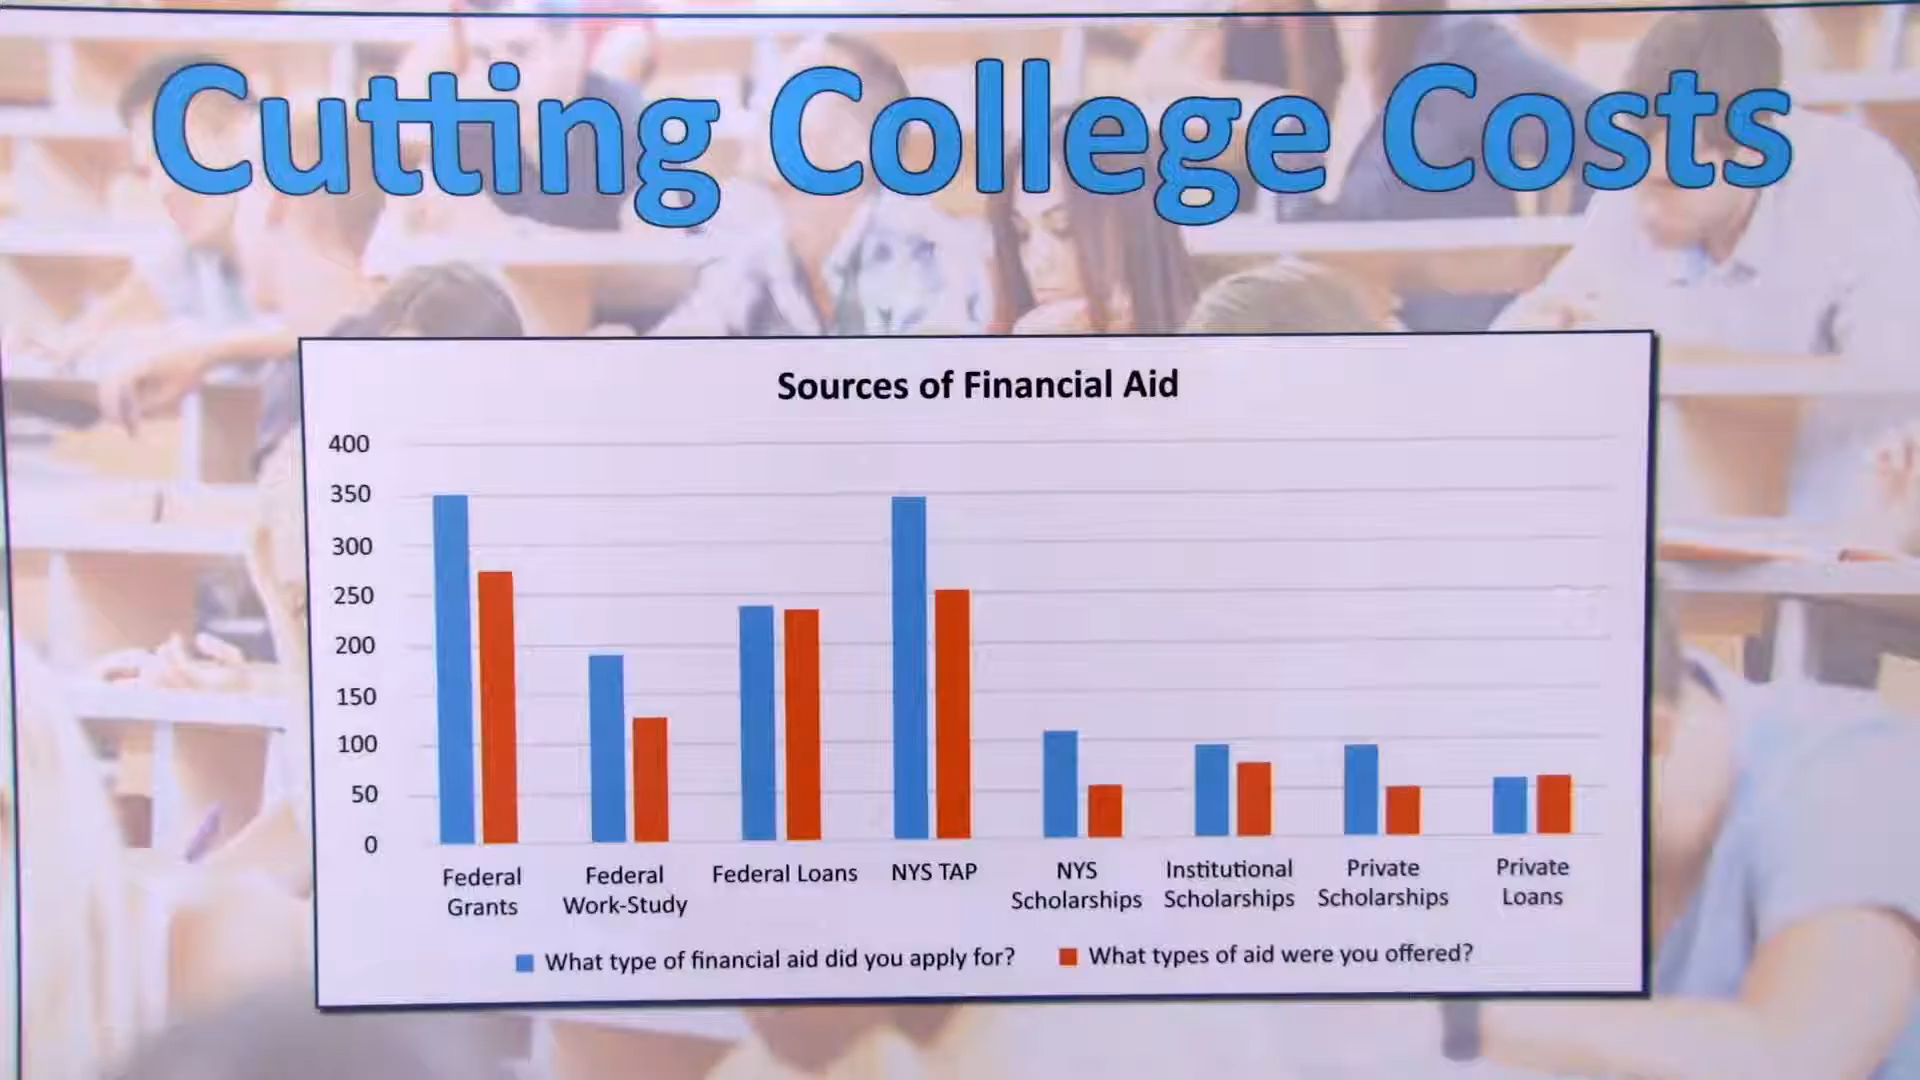 Cutting College Costs
Sources of Financial Aid
400
350
300
250
200
150
100
50
0
Federal
Grants
Federal
Work-Study
Federal Loans
NYS TAP
NYS
Scholarships
Institutional
Scholarships
Private
Scholarships
Private
Loans
What type of financial aid did you apply for?
What types of aid were you offered?